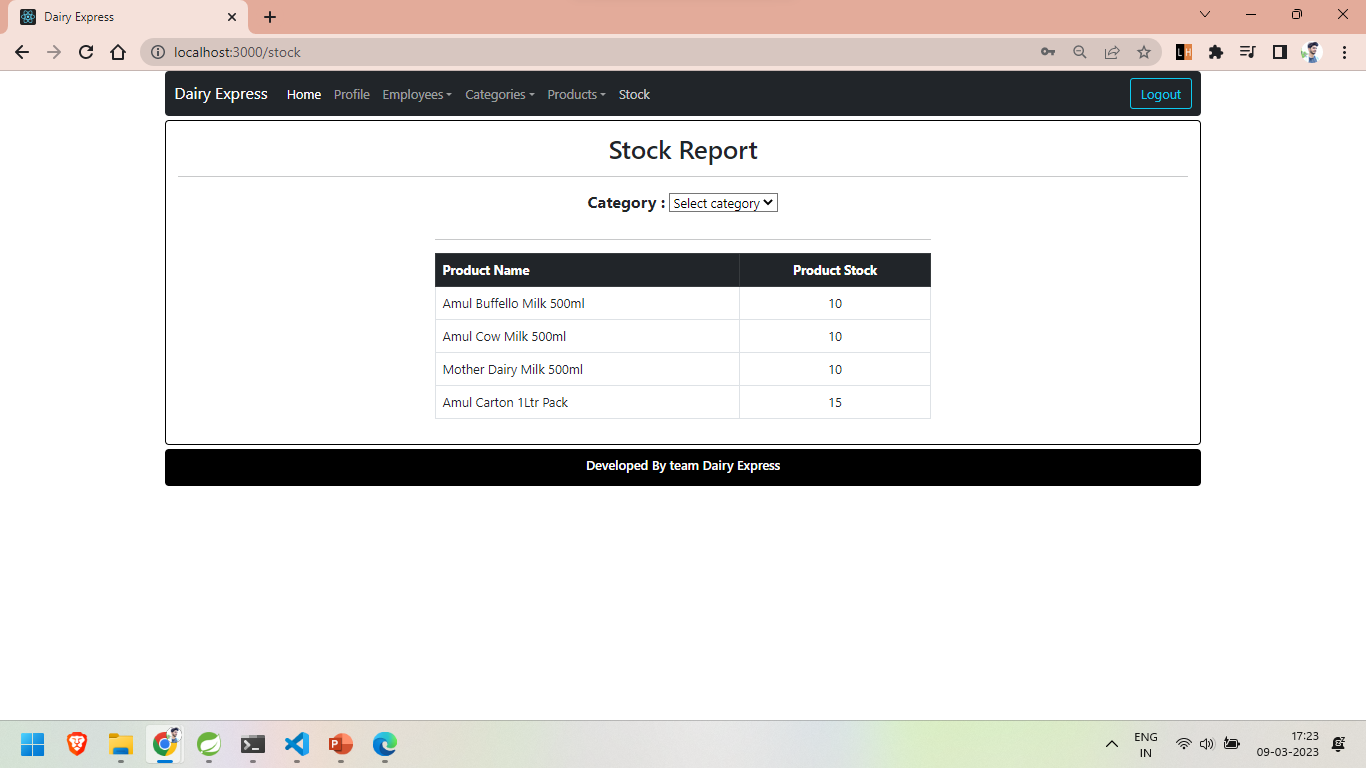 Dairy Express
localhost:3000/stock
Dairy Express Home Profile Employees Categories Products Stock Logout
Stock Report
Category : Select category
Product Name Product Stock
Amul Buffello Milk 500ml 10
Amul Cow Milk 500ml 10
Mother Dairy Milk 500ml 10
Amul Carton 1Ltr Pack 15
Developed By team Dairy Express
ENG 17:23
IN 09-03-2023